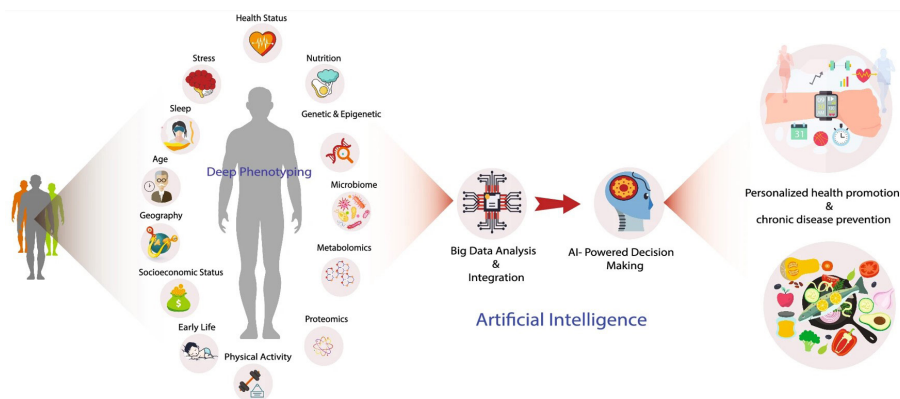 Health Status
Stress
Nutrition
Sleep
Genetic & Epigenetic
Age
Deep Phenotyping
Microbiome
Geography
Metabolomics
Socioeconomic Status
$
Early Life
Proteomics
Physical Activity
Big Data Analysis
&
Integration
AI- Powered Decision
Making
Artificial Intelligence
31
Personalized health promotion
&
chronic disease prevention